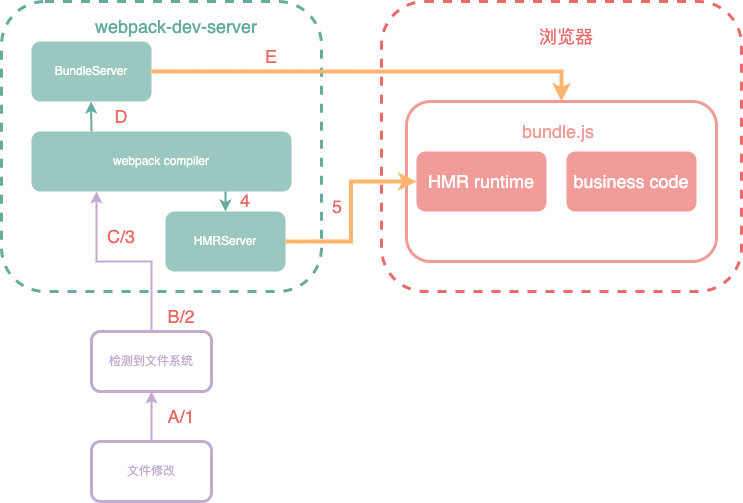 webpack-dev-server
浏览器
BundleServer
E
D
bundle.js
webpack compiler
HMR runtime
business code
4
5
C/3
HMRServer
B/2
检测到文件系统
A/1
文件修改